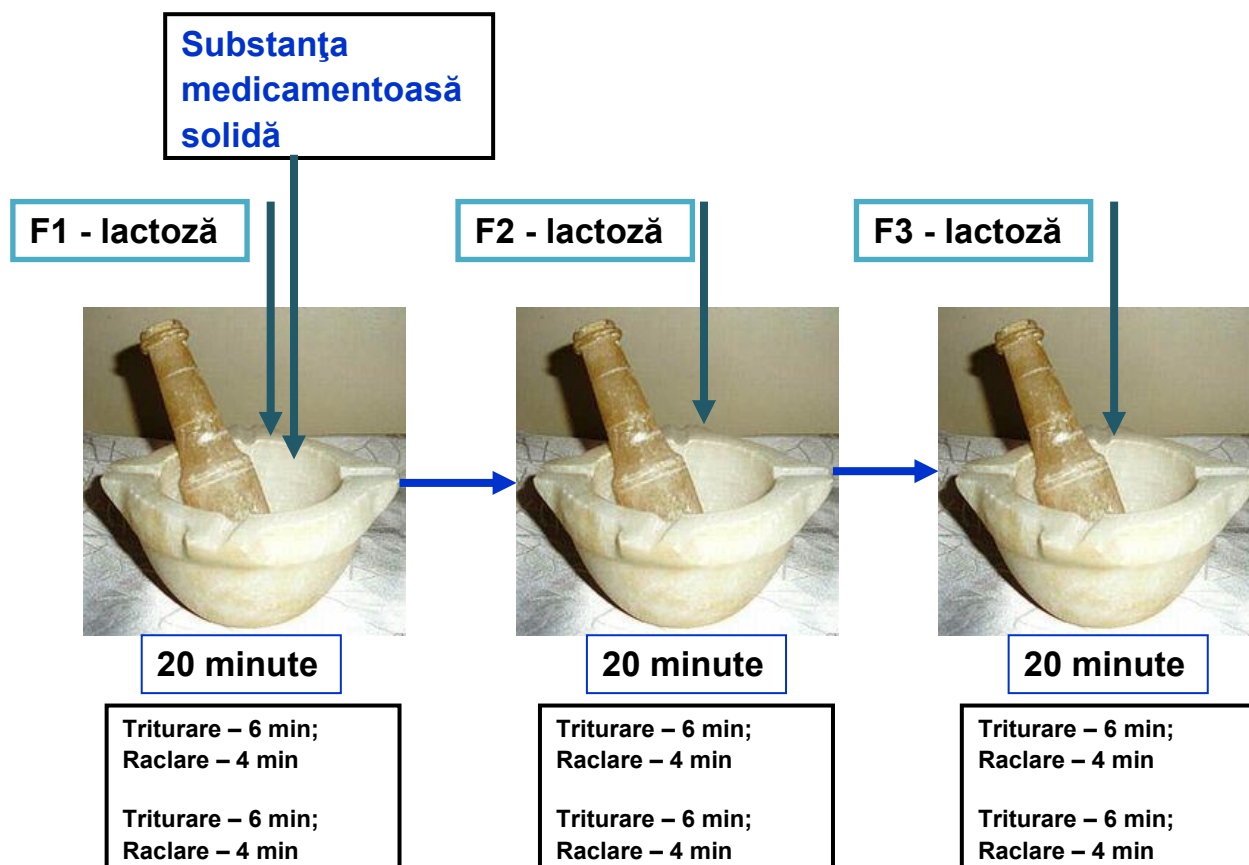 Substanţa
medicamentoasă
solidă
F1 - lactoză
F2 - lactoză
F3 - lactoză
20 minute
20 minute
20 minute
Triturare – 6 min;
Raclare – 4 min
Triturare – 6 min;
Raclare – 4 min
Triturare – 6 min;
Raclare – 4 min
Triturare – 6 min;
Raclare – 4 min
Triturare – 6 min;
Raclare – 4 min
Triturare – 6 min;
Raclare – 4 min